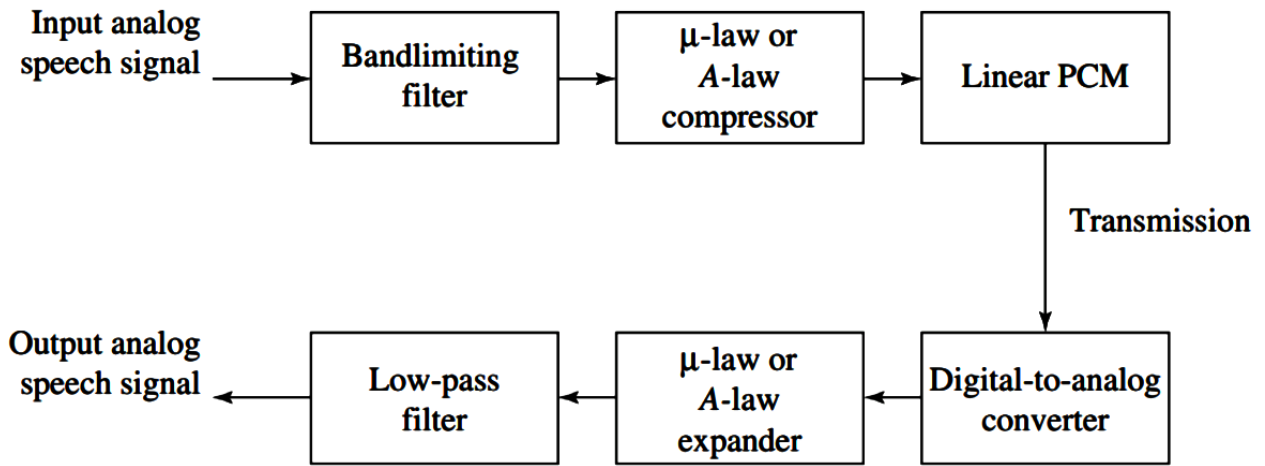 Input analog
speech signal
Bandlimiting
filter
μ-law or
A-law
compressor
Linear PCM
Transmission
Output analog
speech signal
Low-pass
filter
μ-law or
A-law
expander
Digital-to-analog
converter